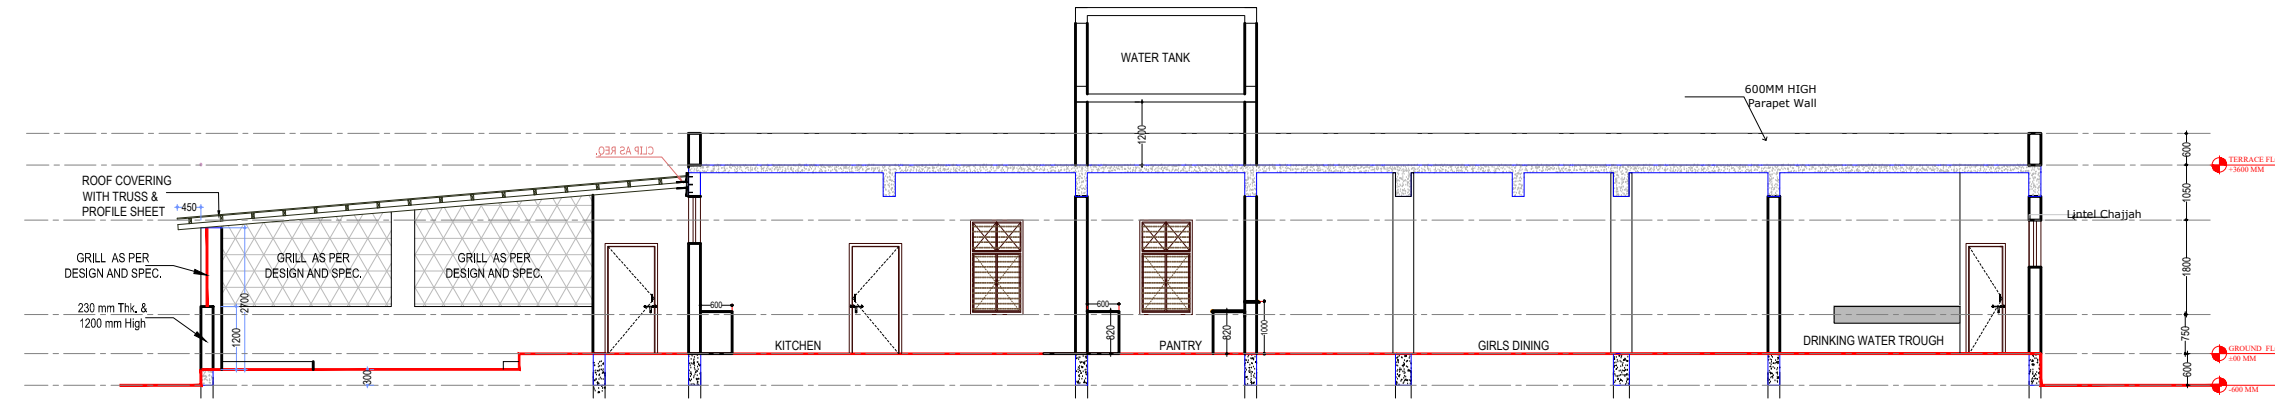 WATER TANK
600MM HIGH
Parapet Wall
1200
600
TERRACE FL
+3600 MM
CLIP AS REQ.
ROOF COVERING
WITH TRUSS &
PROFILE SHEET
450
1050
Lintel Chajjah
GRILL AS PER
DESIGN AND SPEC.
GRILL AS PER
DESIGN AND SPEC.
GRILL AS PER
DESIGN AND SPEC.
1800
230 mm Thk. &
1200 mm High
2700
1200
600
600
820
820
1000
750
KITCHEN
PANTRY
GIRLS DINING
DRINKING WATER TROUGH
GROUND FL
±00 MM
300
600
-600 MM